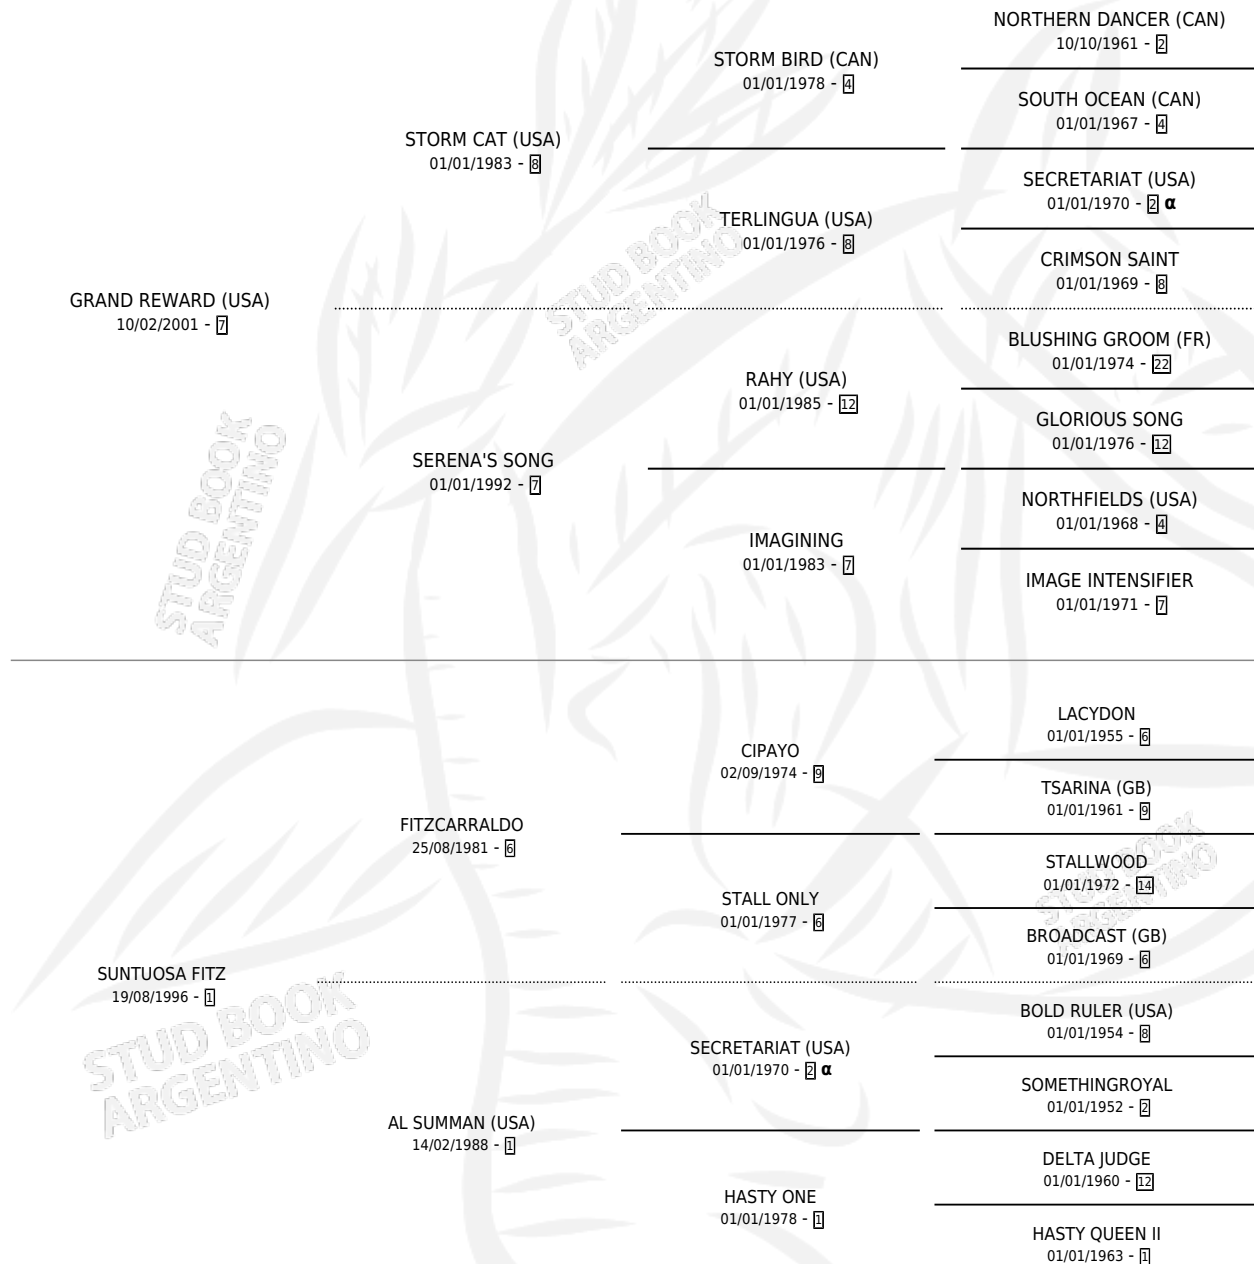 NORTHERN DANCER (CAN)
10/10/1961 - 2
STORM BIRD (CAN)
01/01/1978 - 4
SOUTH OCEAN (CAN)
01/01/1967 - 4
STORM CAT (USA)
01/01/1983 - 8
SECRETARIAT (USA)
01/01/1970 - 2 α
TERLINGUA (USA)
01/01/1976 - 8
CRIMSON SAINT
01/01/1969 - 8
GRAND REWARD (USA)
10/02/2001 - 7
BLUSHING GROOM (FR)
01/01/1974 - 22
RAHY (USA)
01/01/1985 - 12
GLORIOUS SONG
01/01/1976 - 12
SERENA'S SONG
01/01/1992 - 7
NORTHFIELDS (USA)
01/01/1968 - 4
IMAGINING
01/01/1983 - 7
IMAGE INTENSIFIER
01/01/1971 - 7
LACYDON
01/01/1955 - 6
CIPAYO
02/09/1974 - 9
TSARINA (GB)
01/01/1961 - 9
FITZCARRALDO
25/08/1981 - 6
STALLWOOD
01/01/1972 - 14
STALL ONLY
01/01/1977 - 6
BROADCAST (GB)
01/01/1969 - 6
SUNTUOSA FITZ
19/08/1996 - 1
BOLD RULER (USA)
01/01/1954 - 8
SECRETARIAT (USA)
01/01/1970 - 2 α
SOMETHINGROYAL
01/01/1952 - 2
AL SUMMAN (USA)
14/02/1988 - 1
DELTA JUDGE
01/01/1960 - 12
HASTY ONE
01/01/1978 - 1
HASTY QUEEN II
01/01/1963 - 1
STUD BOOK
ARGENTINO
STUD BOOK
ARGENTINO
STUD BOOK
ARGENTINO
STUD BOOK
ARGENTINO